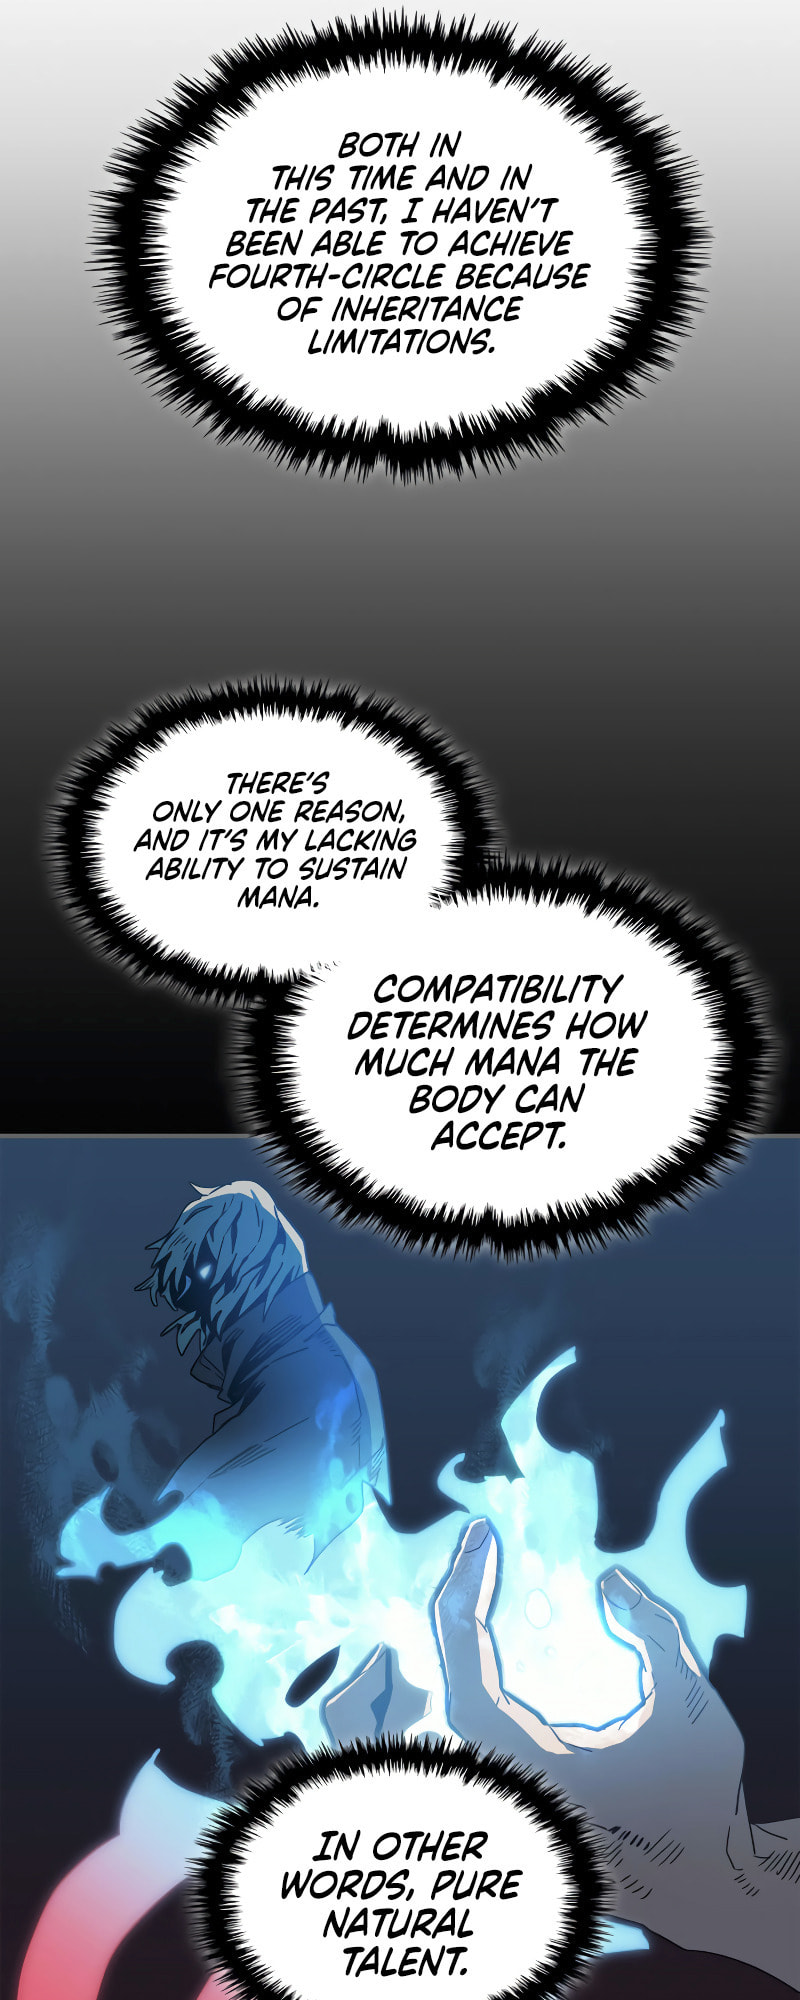 BOTH IN
THIS TIME AND IN
THE PAST, I HAVEN'T
BEEN ABLE TO ACHIEVE
FOURTH-CIRCLE BECAUSE
OF INHERITANCE
LIMITATIONS.
THERE'S
ONLY ONE REASON,
AND IT'S MY LACKING
ABILITY TO SUSTAIN
MANA.
COMPATIBILITY
DETERMINES HOW
MUCH MANA THE
BODY CAN
ACCEPT.
IN OTHER
WORDS, PURE
NATURAL
TALENT.